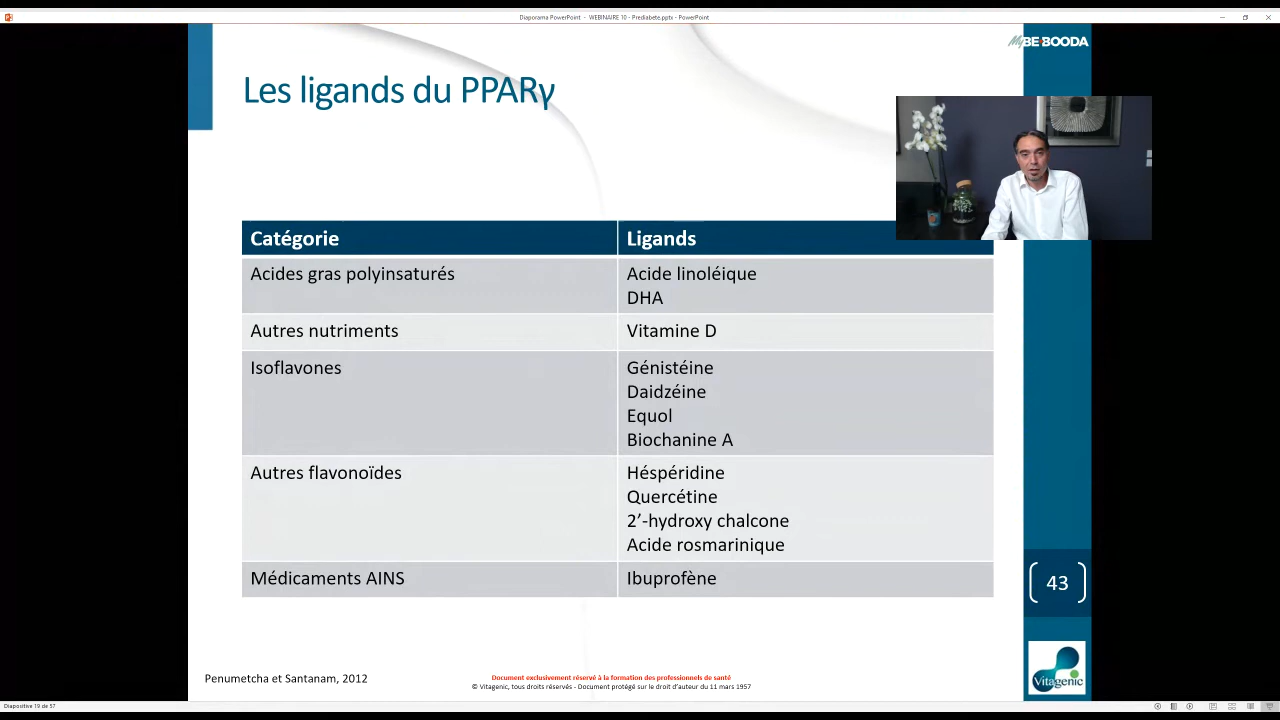 Diaporama PowerPoint - WEBINAIRE 10 - Prediabete.pptx - PowerPoint
MyBE·BOODA
Les ligands du PPARγ
Catégorie
Ligands
Acides gras polyinsaturés
Acide linoléique
DHA
Autres nutriments
Vitamine D
Isoflavones
Génistéine
Daidzéine
Equol
Biochanine A
Autres flavonoïdes
Héspéridine
Quercétine
2’-hydroxy chalcone
Acide rosmarinique
Médicaments AINS
Ibuprofène
43
Penumetcha et Santanam, 2012
Document exclusivement réservé à la formation des professionnels de santé
© Vitagenic, tous droits réservés - Document protégé sur le droit d’auteur du 11 mars 1957
Vitagenic
Diapositive 19 de 57